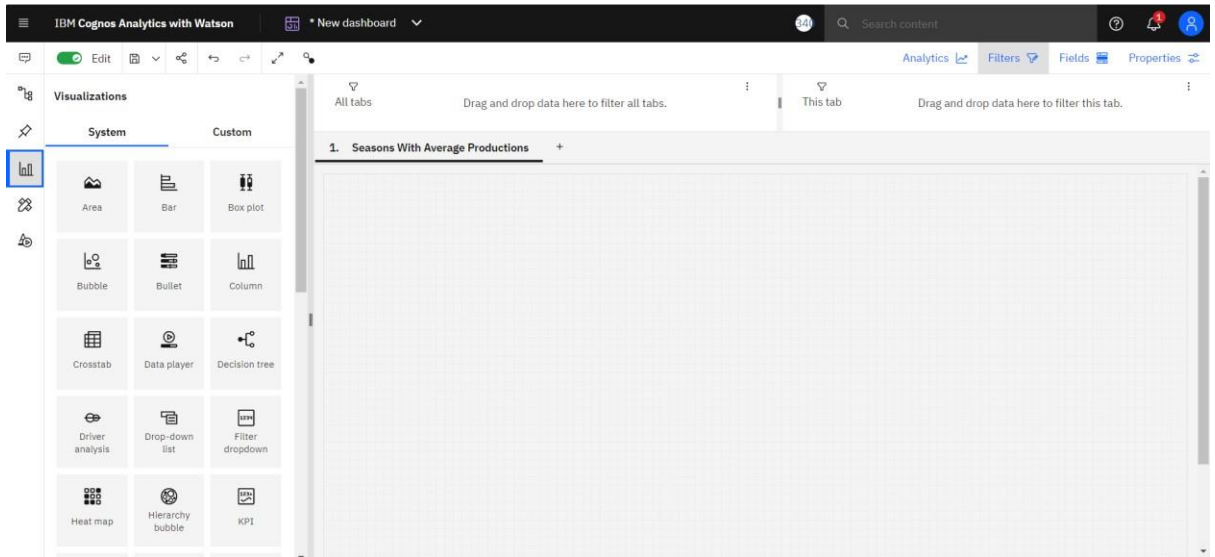 IBM Cognos Analytics with Watson
* New dashboard
Search content
1
Edit
Analytics
Filters
Fields
Properties
Visualizations
System
Custom
All tabs
Drag and drop data here to filter all tabs.
This tab
Drag and drop data here to filter this tab.
1. Seasons With Average Productions +
Area
Bar
Box plot
Bubble
Bullet
Column
Crosstab
Data player
Decision tree
Driver
analysis
Drop-down
list
Filter
dropdown
Heat map
Hierarchy
bubble
KPI